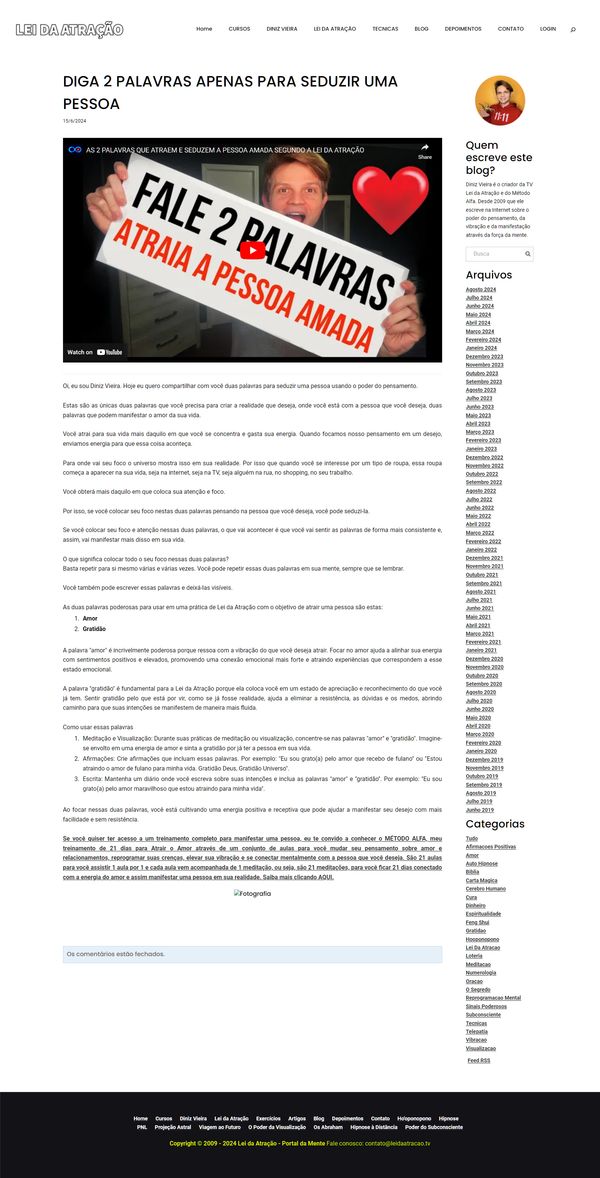 LEI DA ATRAÇÃO
Home CURSOS DINIZ VIEIRA LEI DA ATRAÇÃO TÉCNICAS BLOG DEPOIMENTOS CONTATO LOGIN
DIGA 2 PALAVRAS APENAS PARA SEDUZIR UMA
PESSOA
15/6/2024
AS 2 PALAVRAS QUE ATRAEM E SEDUZEM A PESSOA AMADA SEGUNDO A LEI DA ATRAÇÃO
Share
FALE 2 PALAVRAS
ATRAIA A PESSOA AMADA
Watch on YouTube
Oi, eu sou Diniz Vieira. Hoje eu quero compartilhar com você duas palavras para seduzir uma pessoa usando o poder do pensamento.
Estas são as únicas duas palavras que você precisa para criar a realidade que deseja, onde você está com a pessoa que você deseja, duas
palavras que podem manifestar o amor da sua vida.
Você atrai para sua vida mais daquilo em que você se concentra e gasta sua energia. Quando focamos nosso pensamento em um desejo,
enviamos energia para que essa coisa aconteça.
Para onde vai seu foco o universo mostra isso em sua realidade. Por isso que quando você se interesse por um tipo de roupa, essa roupa
começa a aparecer na sua vida, seja na internet, seja na TV, seja alguém na rua, no shopping, no seu trabalho.
Você obterá mais daquilo em que coloca sua atenção e foco.
Por isso, se você colocar seu foco nestas duas palavras pensando na pessoa que você deseja, você pode seduzi-la.
Se você colocar seu foco e atenção nessas duas palavras, o que vai acontecer é que você vai sentir as palavras de forma mais consistente e,
assim, vai manifestar mais disso em sua vida.
O que significa colocar todo o seu foco nessas duas palavras?
Basta repetir para si mesmo várias e várias vezes. Você pode repetir essas duas palavras em sua mente, sempre que se lembrar.
Você também pode escrever essas palavras e deixá-las visíveis.
As duas palavras poderosas para usar em uma prática de Lei da Atração com o objetivo de atrair uma pessoa são estas:
1. Amor
2. Gratidão
A palavra "amor" é incrivelmente poderosa porque ressoa com a vibração do que você deseja atrair. Focar no amor ajuda a alinhar sua energia
com sentimentos positivos e elevados, promovendo uma conexão emocional mais forte e atraindo experiências que correspondem a esse
estado emocional.
A palavra "gratidão" é fundamental para a Lei da Atração porque ela coloca você em um estado de apreciação e reconhecimento do que você
já tem. Sentir gratidão pelo que está por vir, como se já fosse realidade, ajuda a eliminar a resistência, as dúvidas e os medos, abrindo
caminho para que suas intenções se manifestem de maneira mais fluida.
Como usar essas palavras
1. Meditação e Visualização: Durante suas práticas de meditação ou visualização, concentre-se nas palavras "amor" e "gratidão". Imagine-
se envolto em uma energia de amor e sinta a gratidão por já ter a pessoa em sua vida.
2. Afirmações: Crie afirmações que incluam essas palavras. Por exemplo: "Eu sou grato(a) pelo amor que recebo de fulano" ou "Estou
atraindo o amor de fulano para minha vida. Gratidão Deus, Gratidão Universo".
3. Escrita: Mantenha um diário onde você escreva sobre suas intenções e inclua as palavras "amor" e "gratidão". Por exemplo: "Eu sou
grato(a) pelo amor maravilhoso que estou atraindo para minha vida".
Ao focar nessas duas palavras, você está cultivando uma energia positiva e receptiva que pode ajudar a manifestar seu desejo com mais
facilidade e sem resistência.
Se você quiser ter acesso a um treinamento completo para manifestar uma pessoa, eu te convido a conhecer o MÉTODO ALFA, meu
treinamento de 21 dias para Atrair o Amor através de um conjunto de aulas para você mudar seu pensamento sobre amor e
relacionamentos, reprogramar suas crenças, elevar sua vibração e se conectar mentalmente com a pessoa que você deseja. São 21 aulas
para você assistir 1 aula por 1 e cada aula vem acompanhada de 1 meditação, ou seja, são 21 meditações, para você ficar 21 dias conectado
com a energia do amor e assim manifestar uma pessoa em sua realidade. Saiba mais clicando AQUI.
Fotografia
Os comentários estão fechados.
11:11
Quem
escreve este
blog?
Diniz Vieira é o criador da TV
Lei da Atração e do Método
Alfa. Desde 2009 que ele
escreve na Internet sobre o
poder do pensamento, da
vibração e da manifestação
através da força da mente.
Busca
Arquivos
Agosto 2024
Julho 2024
Junho 2024
Maio 2024
Abril 2024
Março 2024
Fevereiro 2024
Janeiro 2024
Dezembro 2023
Novembro 2023
Outubro 2023
Setembro 2023
Agosto 2023
Julho 2023
Junho 2023
Maio 2023
Abril 2023
Março 2023
Fevereiro 2023
Janeiro 2023
Dezembro 2022
Novembro 2022
Outubro 2022
Setembro 2022
Agosto 2022
Julho 2022
Junho 2022
Maio 2022
Abril 2022
Março 2022
Fevereiro 2022
Janeiro 2022
Dezembro 2021
Novembro 2021
Outubro 2021
Setembro 2021
Agosto 2021
Julho 2021
Junho 2021
Maio 2021
Abril 2021
Março 2021
Fevereiro 2021
Janeiro 2021
Dezembro 2020
Novembro 2020
Outubro 2020
Setembro 2020
Agosto 2020
Julho 2020
Junho 2020
Maio 2020
Abril 2020
Março 2020
Fevereiro 2020
Janeiro 2020
Dezembro 2019
Novembro 2019
Outubro 2019
Setembro 2019
Agosto 2019
Julho 2019
Junho 2019
Categorias
Tudo
Afirmacoes Positivas
Amor
Auto Hipnose
Biblia
Carta Magica
Cerebro Humano
Cura
Dinheiro
Espiritualidade
Feng Shui
Gratidao
Hooponopono
Lei Da Atracao
Loteria
Meditacao
Numerologia
Oracao
O Segredo
Reprogramacao Mental
Sinais Poderosos
Subconsciente
Tecnicas
Telepatia
Vibracao
Visualizacao
Feed RSS
Home Cursos Diniz Vieira Lei da Atração Exercícios Artigos Blog Depoimentos Contato Ho'oponopono Hipnose
PNL Projeção Astral Viagem ao Futuro O Poder da Visualização Os Abraham Hipnose à Distância Poder do Subconsciente
Copyright © 2009 - 2024 Lei da Atração - Portal da Mente Fale conosco: contato@leidaatracao.tv